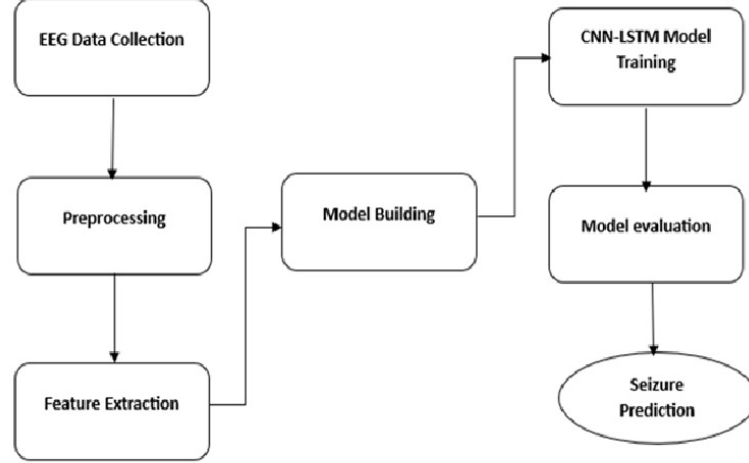 EEG Data Collection
Preprocessing
Feature Extraction
Model Building
CNN-LSTM Model
Training
Model evaluation
Seizure
Prediction